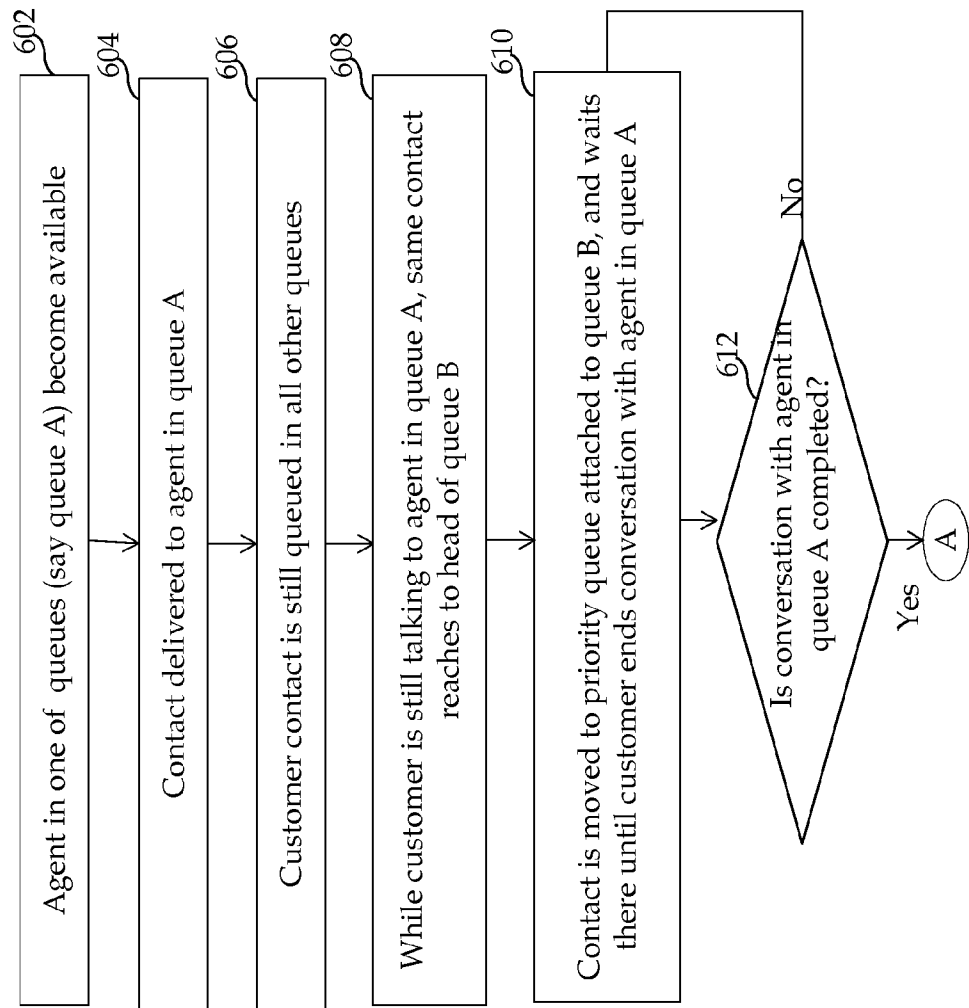 602
Agent in one of queues (say queue A) become available
604
Contact delivered to agent in queue A
606
Customer contact is still queued in all other queues
608
While customer is still talking to agent in queue A, same contact
reaches to head of queue B
610
Contact is moved to priority queue attached to queue B, and waits
there until customer ends conversation with agent in queue A
612
Is conversation with agent in
queue A completed?
No
Yes
A